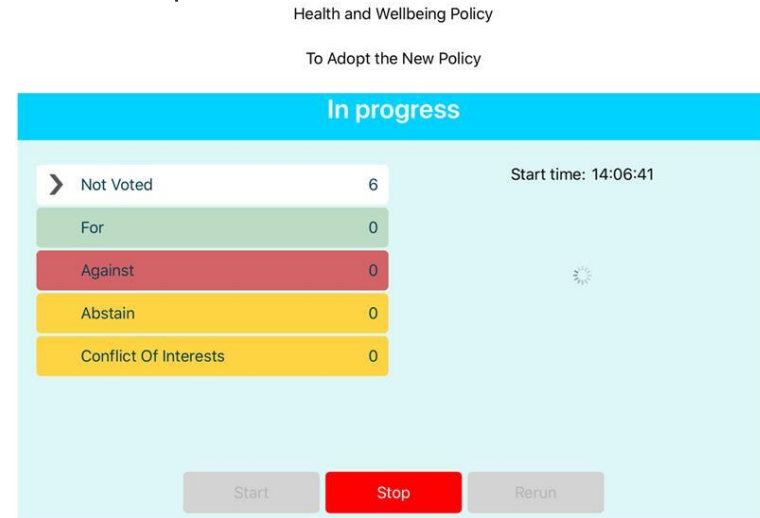 Health and Wellbeing Policy
To Adopt the New Policy
In progress
Not Voted 6
Start time: 14:06:41
For 0
Against 0
Abstain 0
Conflict Of Interests 0
Start Stop Rerun